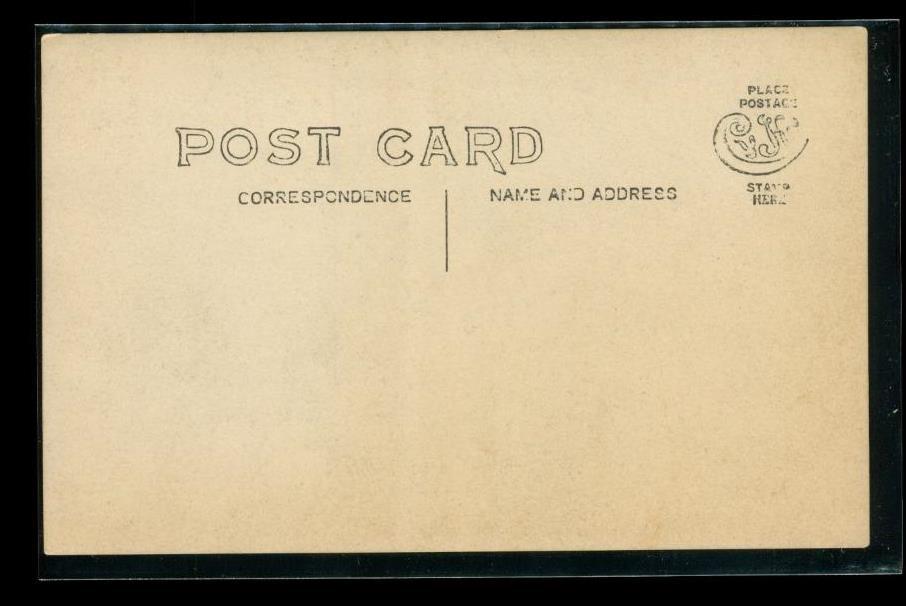 PLACE
POSTAGE
POST CARD
STAMP
HERE
CORRESPONDENCE
NAME AND ADDRESS